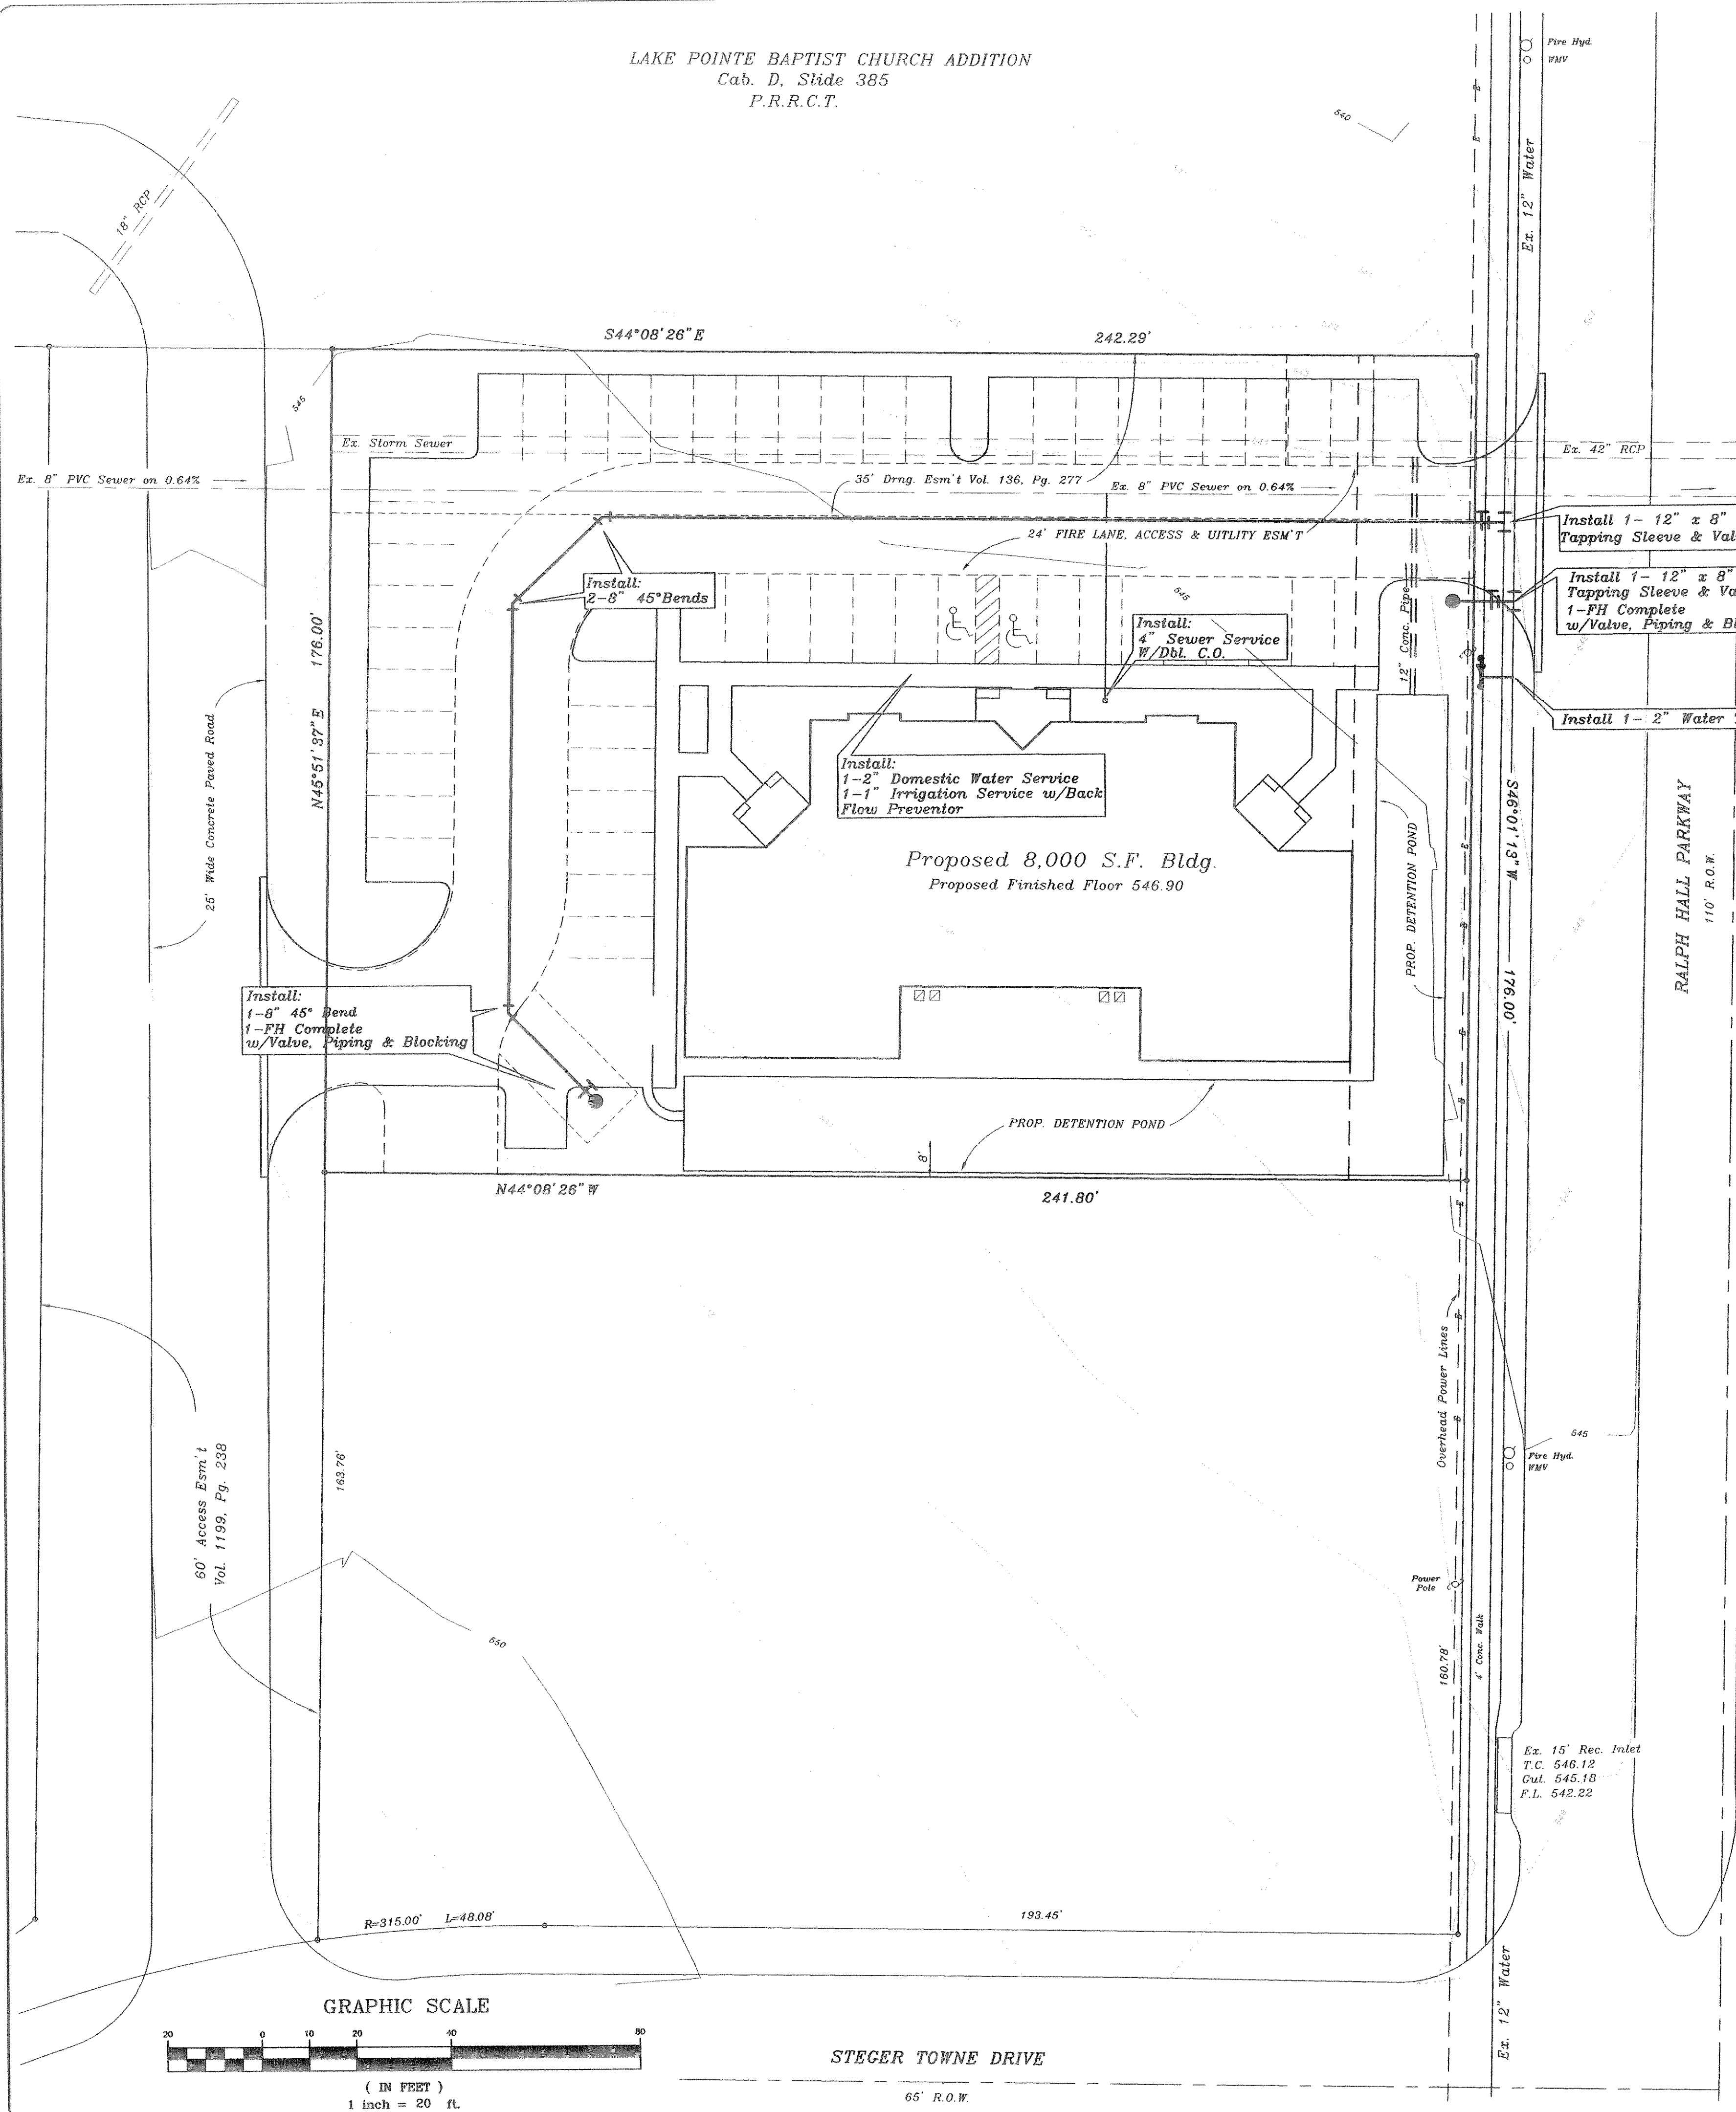 LAKE POINTE BAPTIST CHURCH ADDITION
Cab. D, Slide 385
P.R.R.C.T.
Fire Hyd.
WMV
540
Ex. 12" Water
18" RCP
S44°08'26"E
242.29'
545
Ex. Storm Sewer
Ex. 42" RCP
Ex. 8" PVC Sewer on 0.64%
35' Drng. Esm't Vol. 136, Pg. 277
Ex. 8" PVC Sewer on 0.64%
24' FIRE LANE, ACCESS & UITLITY ESM'T
Install 1- 12" x 8"
Tapping Sleeve &
Install 1- 12" x 8"
Tapping Sleeve &
1-FH Complete
w/Valve, Piping &
Install:
2-8" 45°Bends
545
Install:
4" Sewer Service
W/Dbl. C.O.
12" Conc. Pipe
Install 1- 2" Water
N45°51'37"E 176.00'
25' Wide Concrete Paved Road
Install:
1-2" Domestic Water Service
1-1" Irrigation Service w/Back
Flow Preventor
Proposed 8,000 S.F. Bldg.
Proposed Finished Floor 546.90
PROP. DETENTION POND
S46°01'13"W 176.00'
RALPH HALL PARKWAY
110' R.O.W.
Install:
1-8" 45° Bend
1-FH Complete
w/Valve, Piping & Blocking
PROP. DETENTION POND
8'
N44°08'26"W
241.80'
Overhead Power Lines
545
Fire Hyd.
WMV
163.76'
60' Access Esm't
Vol. 1199, Pg. 238
Power
Pole
550
160.78'
4' Conc. Walk
Ex. 15' Rec. Inlet
T.C. 546.12
Gut. 545.18
F.L. 542.22
R=315.00' L=48.08'
193.45'
Ex. 12" Water
GRAPHIC SCALE
20 0 10 20 40 80
( IN FEET )
1 inch = 20 ft.
STEGER TOWNE DRIVE
65' R.O.W.